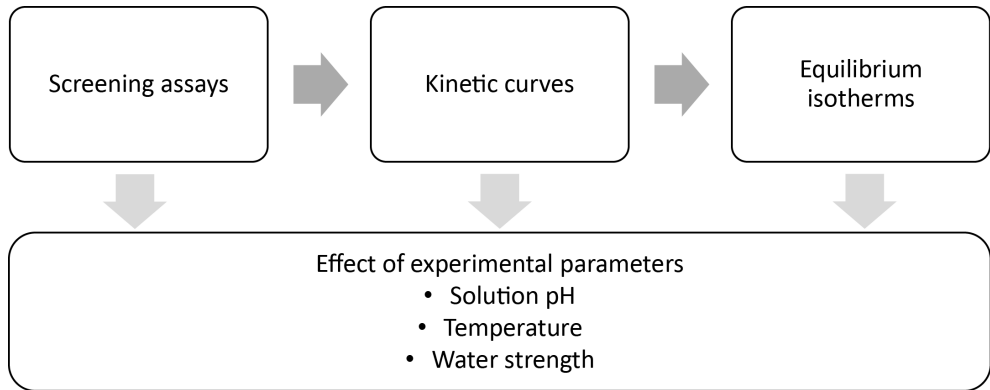 Screening assays
Kinetic curves
Equilibrium
isotherms
Effect of experimental parameters
• Solution pH
• Temperature
• Water strength